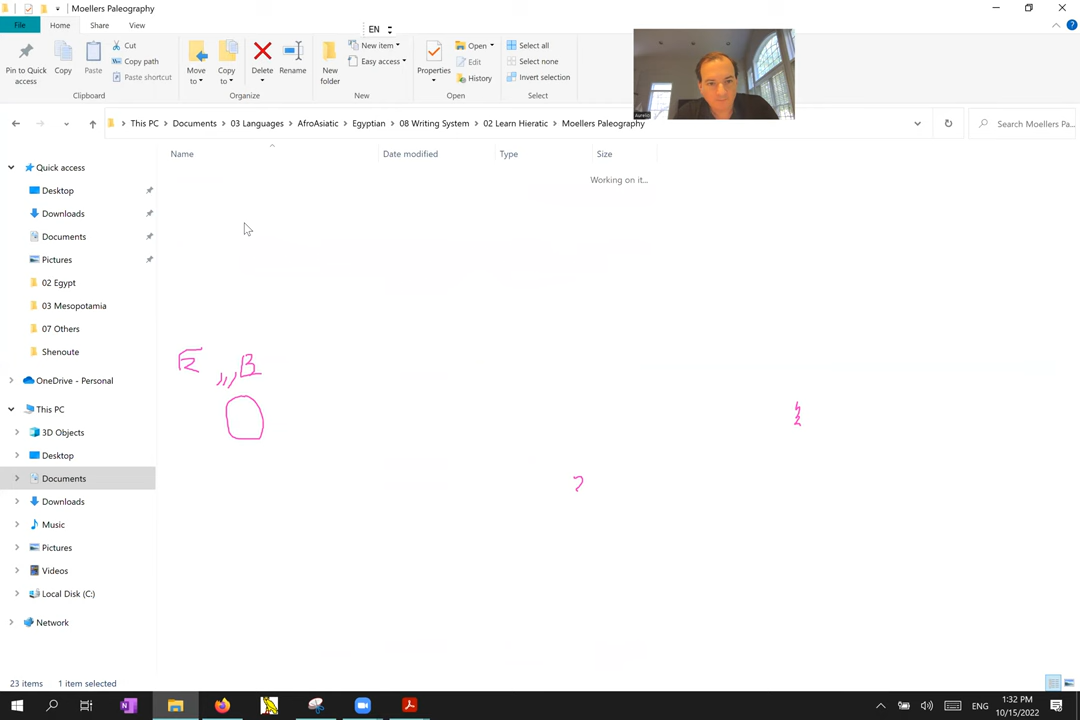 Moellers Paleography
File Home Share View EN
Pin to Quick access
Copy
Paste
Cut
Copy path
Paste shortcut
Clipboard
Move to
Copy to
Delete
Rename
Organize
New folder
New item
Easy access
New
Properties
Open
Edit
History
Open
Select all
Select none
Invert selection
Select
This PC Documents 03 Languages AfroAsiatic Egyptian 08 Writing System 02 Learn Hieratic Moellers Paleography
Search Moellers Pa...
Name Date modified Type Size
Working on it...
Quick access
Desktop
Downloads
Documents
Pictures
02 Egypt
03 Mesopotamia
07 Others
Shenoute
OneDrive - Personal
This PC
3D Objects
Desktop
Documents
Downloads
Music
Pictures
Videos
Local Disk (C:)
Network
23 items 1 item selected
ENG
1:32 PM
10/15/2022